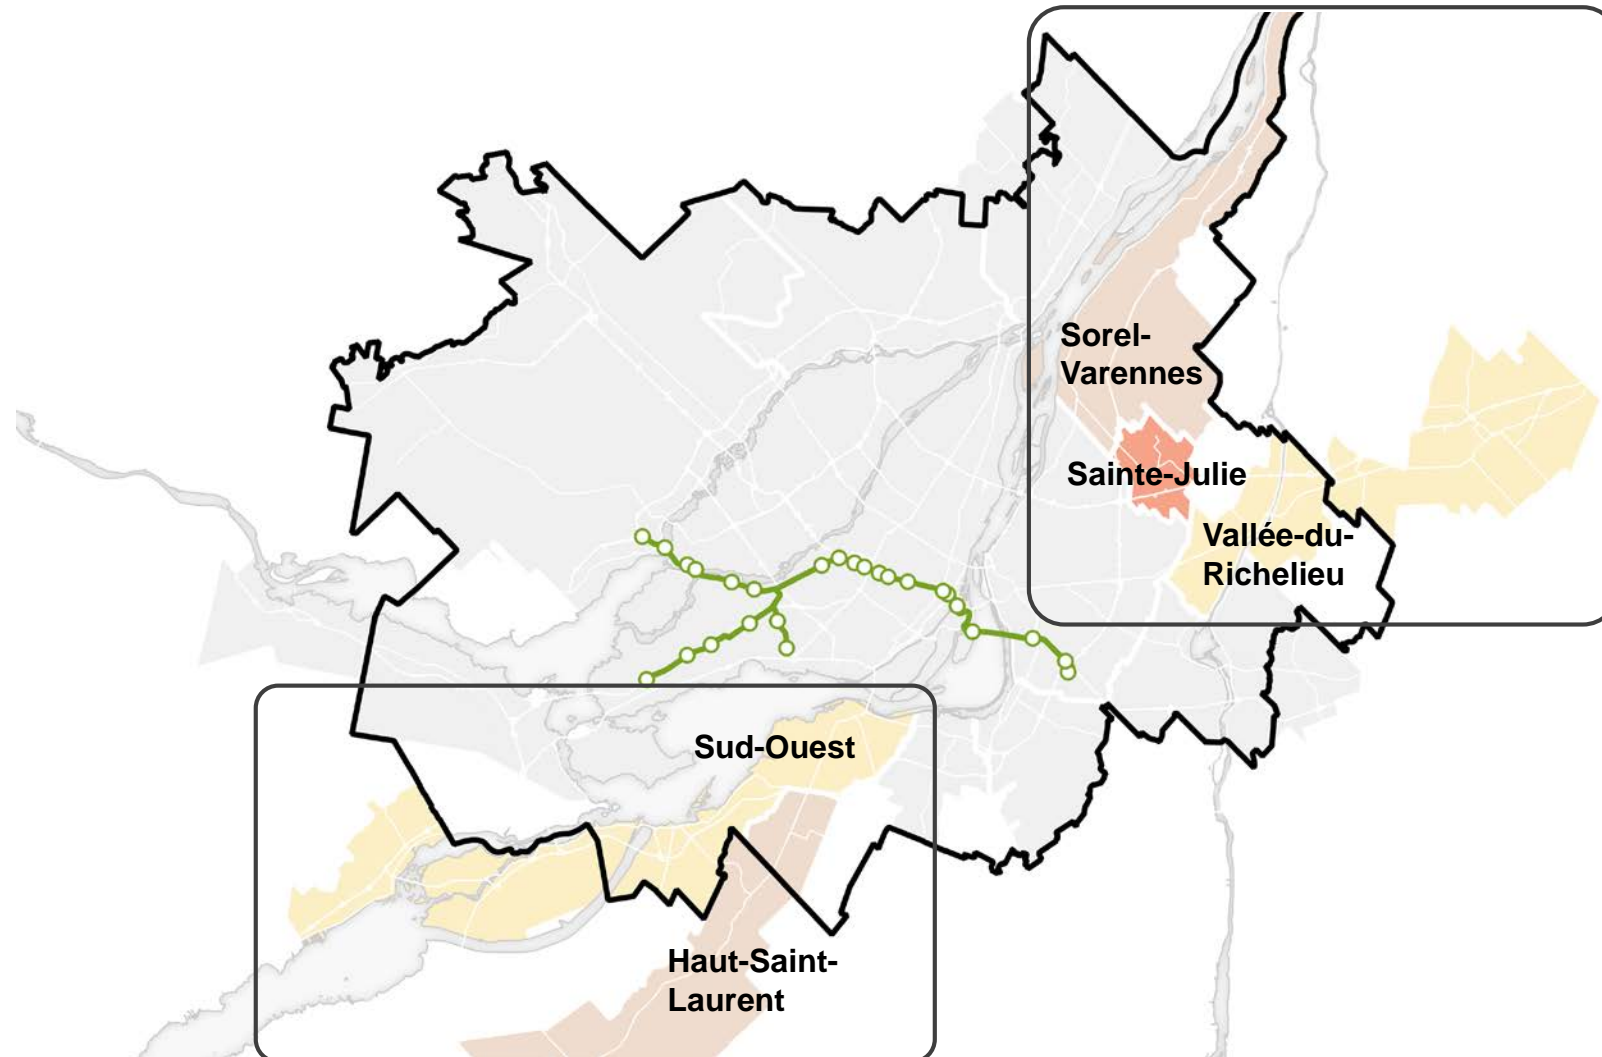 Sorel-
Varennes
Sainte-Julie
Vallée-du-
Richelieu
Sud-Ouest
Haut-Saint-
Laurent